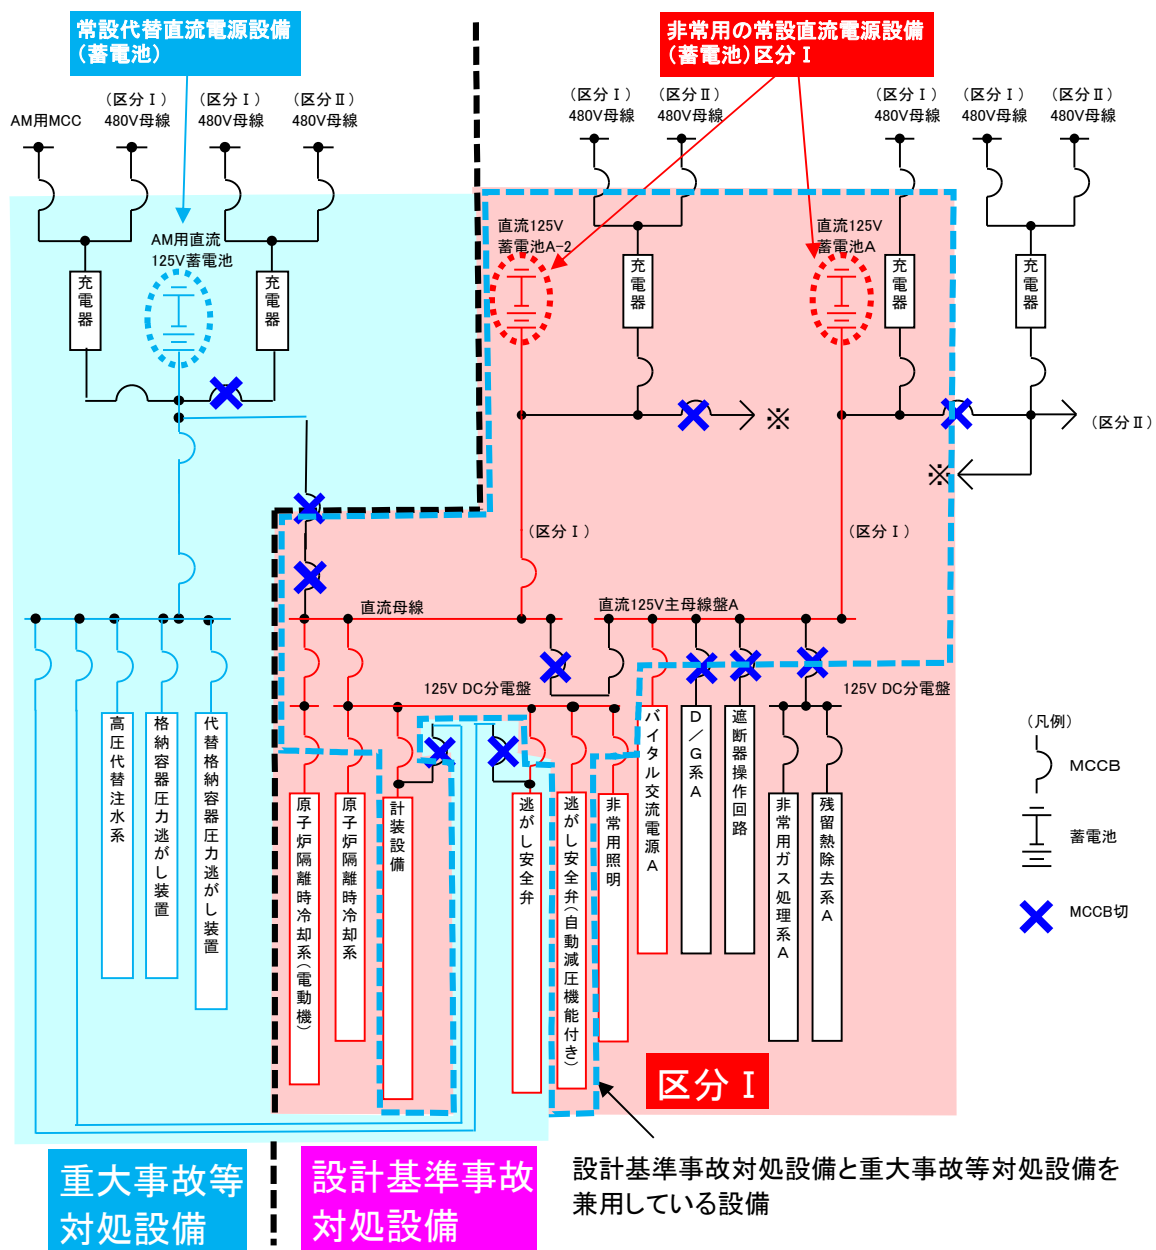 常設代替直流電源設備
（蓄電池）
非常用の常設直流電源設備
（蓄電池）区分Ⅰ
AM用MCC
（区分Ⅰ）
480V母線
（区分Ⅰ）
480V母線
（区分Ⅱ）
480V母線
（区分Ⅰ）
480V母線
（区分Ⅱ）
480V母線
（区分Ⅰ）
480V母線
（区分Ⅰ）
480V母線
（区分Ⅱ）
480V母線
AM用直流
125V蓄電池
直流125V
蓄電池A-2
直流125V
蓄電池A
充電器
充電器
充電器
充電器
充電器
※
（区分Ⅱ）
※
（区分Ⅰ）
（区分Ⅰ）
直流母線
直流125V主母線盤A
125V DC分電盤
125V DC分電盤
高圧代替注水系
格納容器圧力逃がし装置
代替格納容器圧力逃がし装置
原子炉隔離時冷却系（電動機）
原子炉隔離時冷却系
計装設備
逃がし安全弁
逃がし安全弁（自動減圧機能付き）
非常用照明
バイタル交流電源A
D／G系A
遮断器操作回路
非常用ガス処理系A
残留熱除去系A
（凡例）
MCCB
蓄電池
MCCB切
区分Ⅰ
重大事故等
対処設備
設計基準事故
対処設備
設計基準事故対処設備と重大事故等対処設備を
兼用している設備